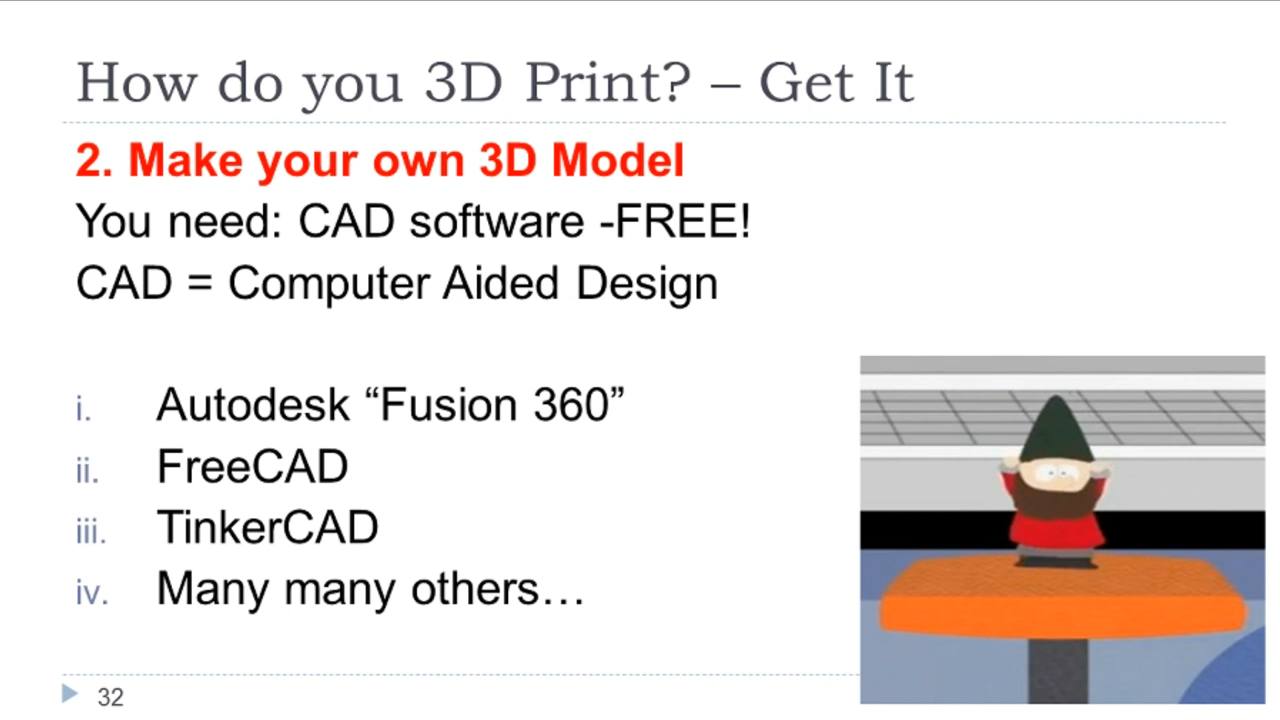 How do you 3D Print? – Get It
2. Make your own 3D Model
You need: CAD software -FREE!
CAD = Computer Aided Design
i. Autodesk “Fusion 360”
ii. FreeCAD
iii. TinkerCAD
iv. Many many others…
32